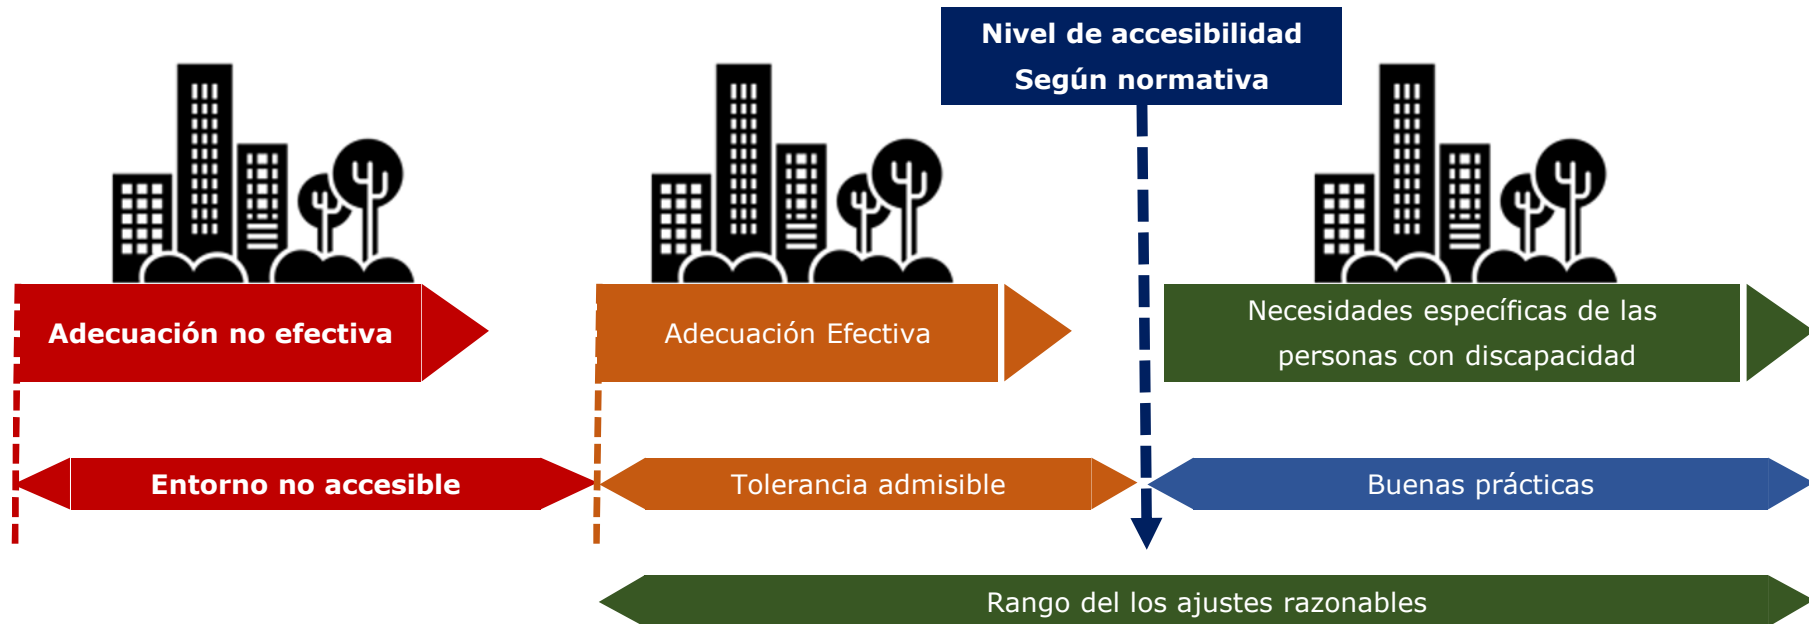 Nivel de accesibilidad
Según normativa
Adecuación no efectiva
Adecuación Efectiva
Necesidades específicas de las
personas con discapacidad
Entorno no accesible
Tolerancia admisible
Buenas prácticas
Rango del los ajustes razonables